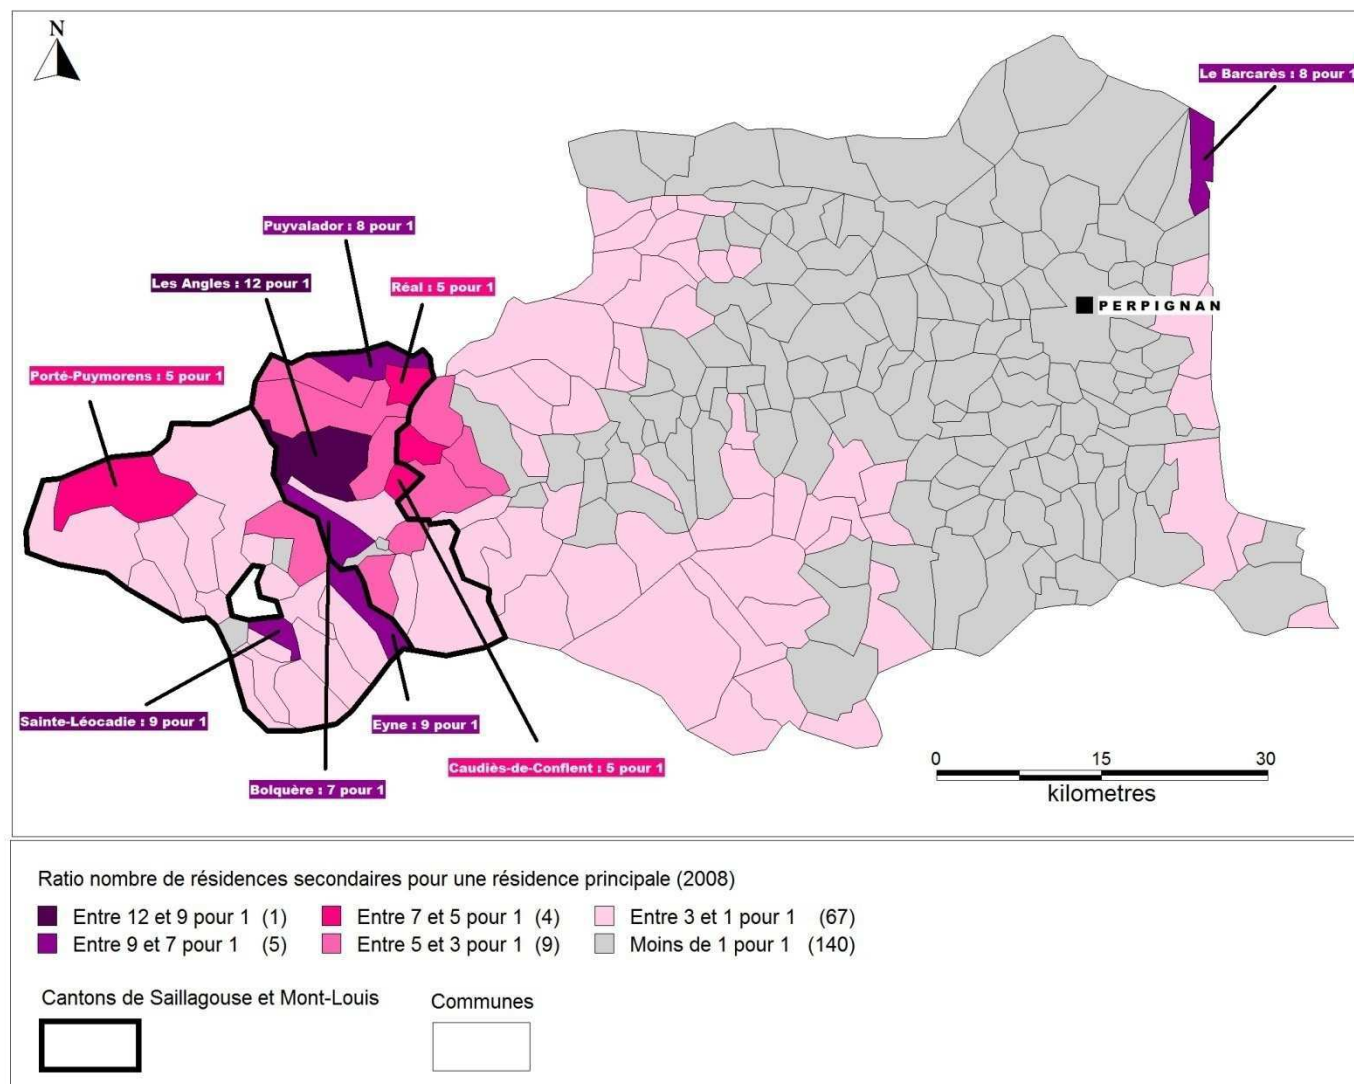 N
Le Barcarès : 8 pour 1
Puyvalador : 8 pour 1
Les Angles : 12 pour 1
Réal : 5 pour 1
PERPIGNAN
Porté-Puymorens : 5 pour 1
Sainte-Léocadie : 9 pour 1
Eyne : 9 pour 1
Caudiès-de-Conflent : 5 pour 1
Bolquère : 7 pour 1
0 15 30
kilometres
Ratio nombre de résidences secondaires pour une résidence principale (2008)
Entre 12 et 9 pour 1 (1) Entre 7 et 5 pour 1 (4) Entre 3 et 1 pour 1 (67)
Entre 9 et 7 pour 1 (5) Entre 5 et 3 pour 1 (9) Moins de 1 pour 1 (140)
Cantons de Saillagouse et Mont-Louis Communes